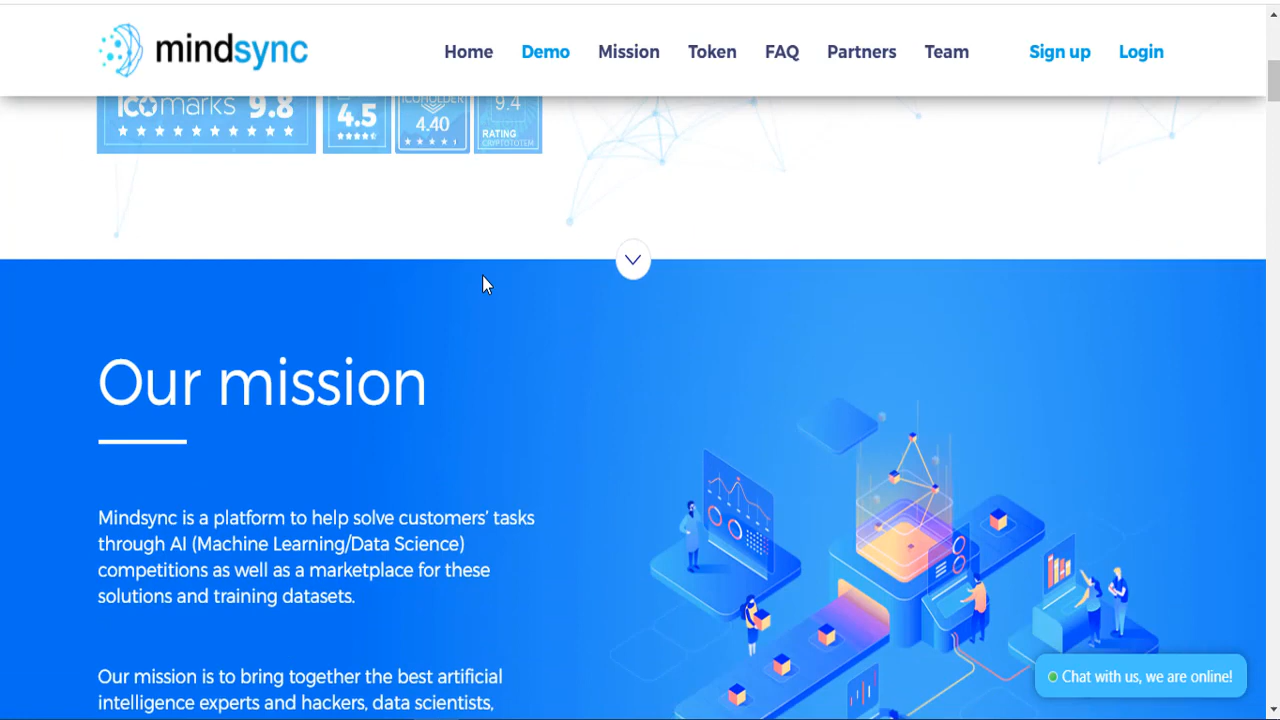 mindsync
Home Demo Mission Token FAQ Partners Team Sign up Login
ICOmarks 9.8
4.5
ICOHOLDER
4.40
9.4
RATING
CRYPTOTOTEM
Our mission
Mindsync is a platform to help solve customers’ tasks
through AI (Machine Learning/Data Science)
competitions as well as a marketplace for these
solutions and training datasets.
Our mission is to bring together the best artificial
intelligence experts and hackers, data scientists,
Chat with us, we are online!